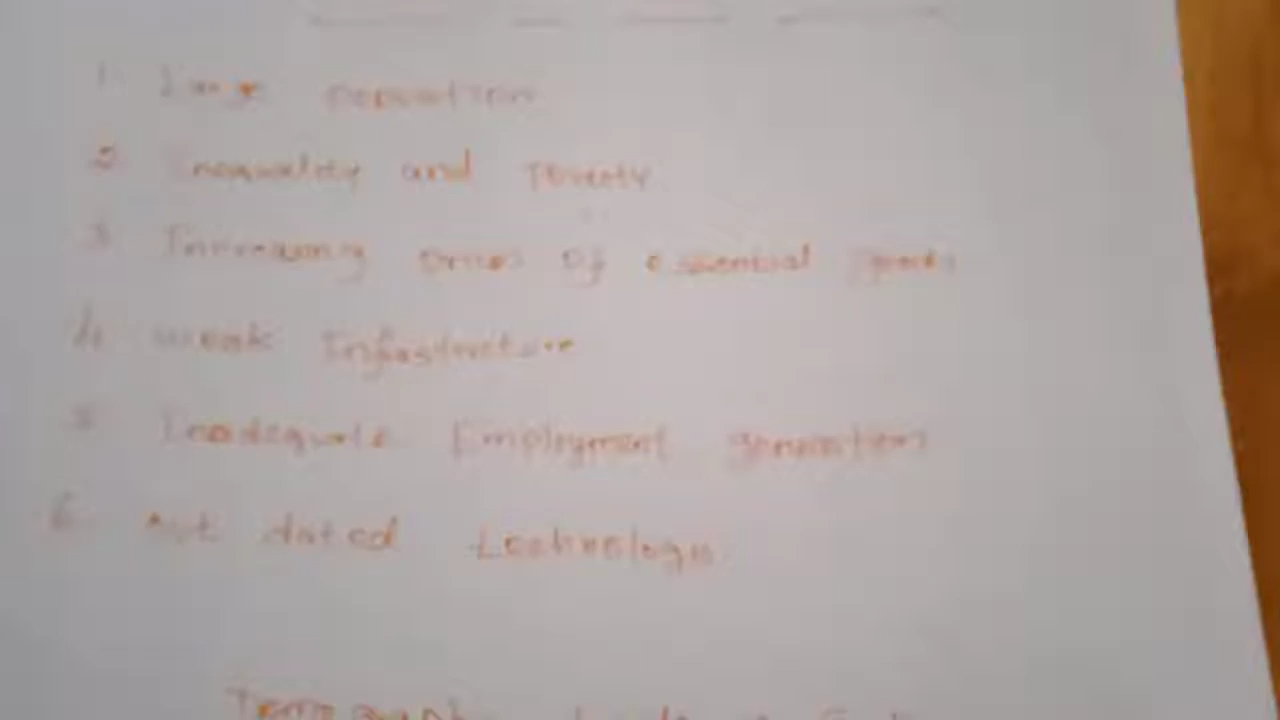 1. Large population
2. Inequality and Poverty
3. Increasing prices of essential goods
4. Weak Infrastructure
5. Inadequate Employment generation
6. dated technology.